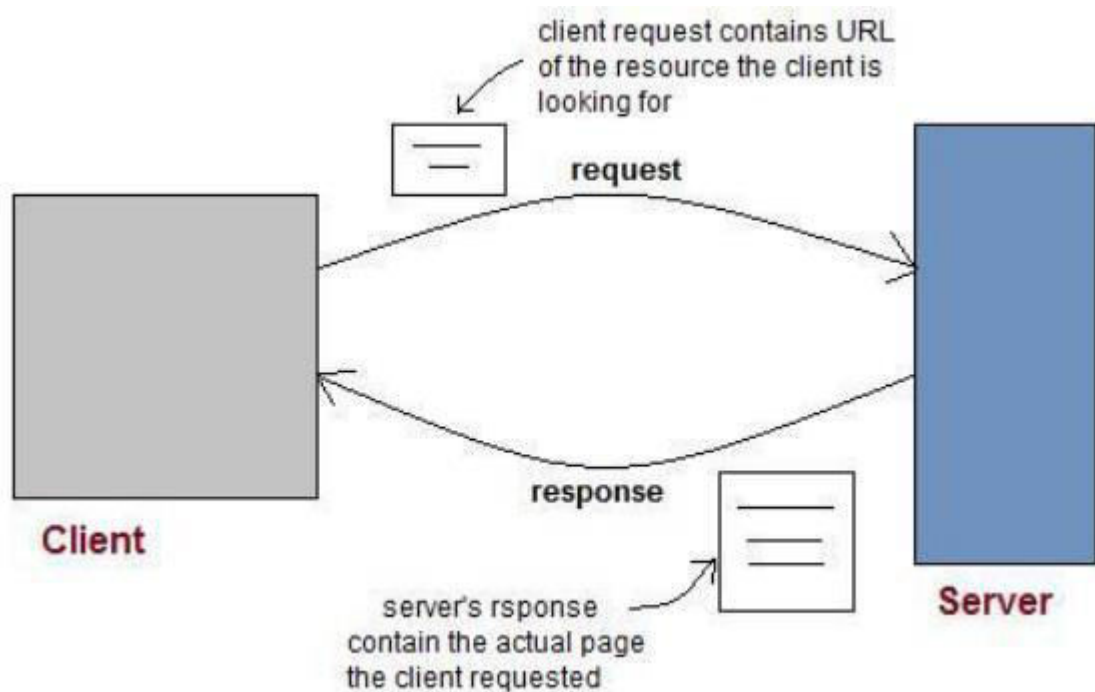 client request contains URL
of the resource the client is
looking for
request
response
Client
Server
server's rsponse
contain the actual page
the client requested